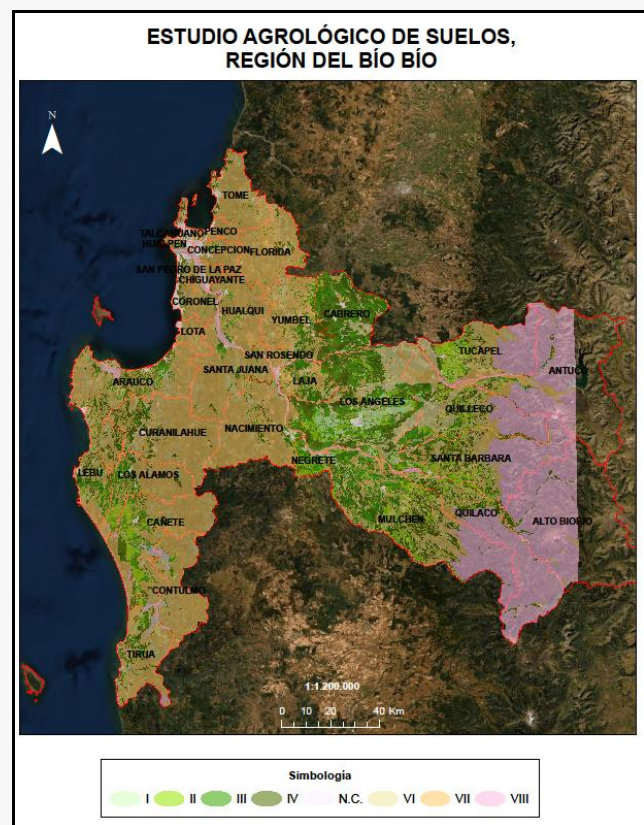 ESTUDIO AGROLÓGICO DE SUELOS,
REGIÓN DEL BÍO BÍO
N
TOME
TALCAHUANO
PENCO
HUALPEN
CONCEPCION
FLORIDA
SAN PEDRO DE LA PAZ
CHIGUAYANTE
CORONEL
HUALQUI
CABRERO
YUMBEL
LOTA
TUCAPEL
SAN ROSENDO
ANTUCO
SANTA JUANA
ARAUCO
LAJA
LOS ANGELES
QUILLECO
NACIMIENTO
CURANILAHUE
SANTA BARBARA
NEGRETE
LEBU
LOS ALAMOS
QUILACO
MULCHEN
ALTO BIOBIO
CAÑETE
CONTULMO
TIRUA
1:1.200.000
0 10 20 40 Km
Simbología
I II III IV N.C. VI VII VIII